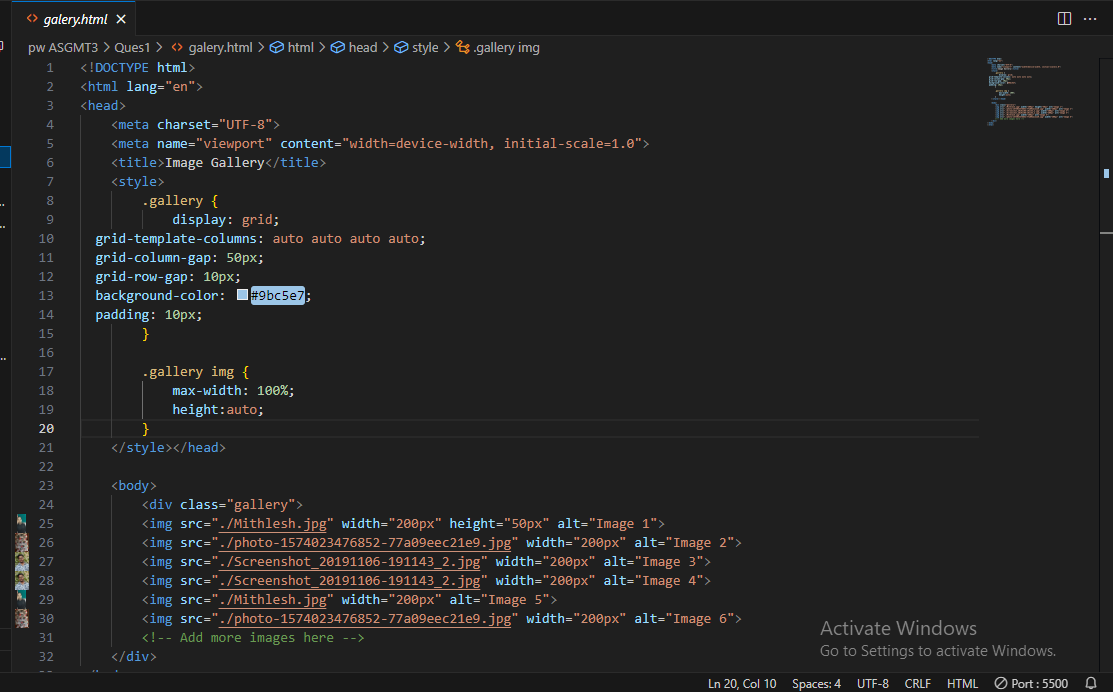 galery.html
pw ASGMT3 > Ques1 > galery.html > html > head > style > .gallery img
1 <!DOCTYPE html>
2 <html lang="en">
3 <head>
4 <meta charset="UTF-8">
5 <meta name="viewport" content="width=device-width, initial-scale=1.0">
6 <title>Image Gallery</title>
7 <style>
8 .gallery {
9 display: grid;
10 grid-template-columns: auto auto auto auto;
11 grid-column-gap: 50px;
12 grid-row-gap: 10px;
13 background-color: #9bc5e7;
14 padding: 10px;
15 }
16
17 .gallery img {
18 max-width: 100%;
19 height:auto;
20 }
21 </style></head>
22
23 <body>
24 <div class="gallery">
25 <img src="./Mithlesh.jpg" width="200px" height="50px" alt="Image 1">
26 <img src="./photo-1574023476852-77a09eec21e9.jpg" width="200px" alt="Image 2">
27 <img src="./Screenshot_20191106-191143_2.jpg" width="200px" alt="Image 3">
28 <img src="./Screenshot_20191106-191143_2.jpg" width="200px" alt="Image 4">
29 <img src="./Mithlesh.jpg" width="200px" alt="Image 5">
30 <img src="./photo-1574023476852-77a09eec21e9.jpg" width="200px" alt="Image 6">
31 <!-- Add more images here -->
32 </div>
Activate Windows
Go to Settings to activate Windows.
Ln 20, Col 10 Spaces: 4 UTF-8 CRLF HTML Port : 5500